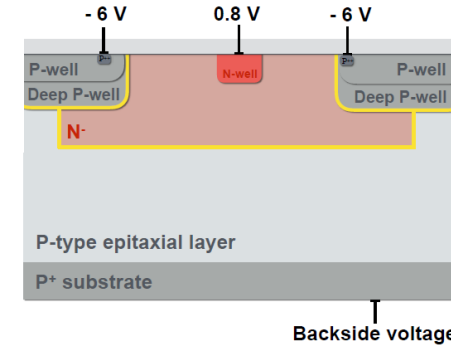 - 6 V
0.8 V
- 6 V
P++
P++
P-well
N-well
P-well
Deep P-well
Deep P-well
N-
P-type epitaxial layer
P+ substrate
Backside voltage